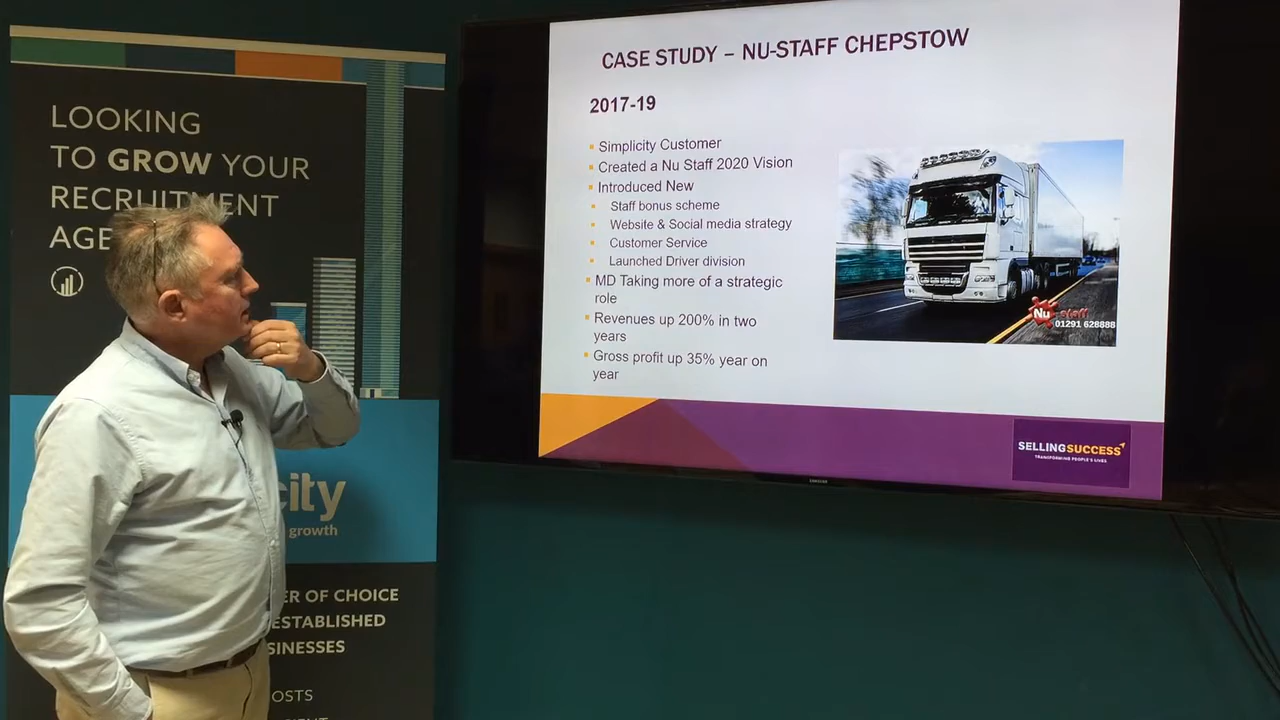 LOOKING
TO GROW YOUR
RECRUITMENT
AGE
city
growth
ER OF CHOICE
ESTABLISHED
SINESSES
OSTS
CASE STUDY – NU-STAFF CHEPSTOW
2017-19
Simplicity Customer
Created a Nu Staff 2020 Vision
Introduced New
Staff bonus scheme
Website & Social media strategy
Customer Service
Launched Driver division
MD Taking more of a strategic
role
Revenues up 200% in two
years
Gross profit up 35% year on
year
Nu staff
01291 628888
SELLINGSUCCESS
TRANSFORMING PEOPLE'S LIVES
SAMSUNG